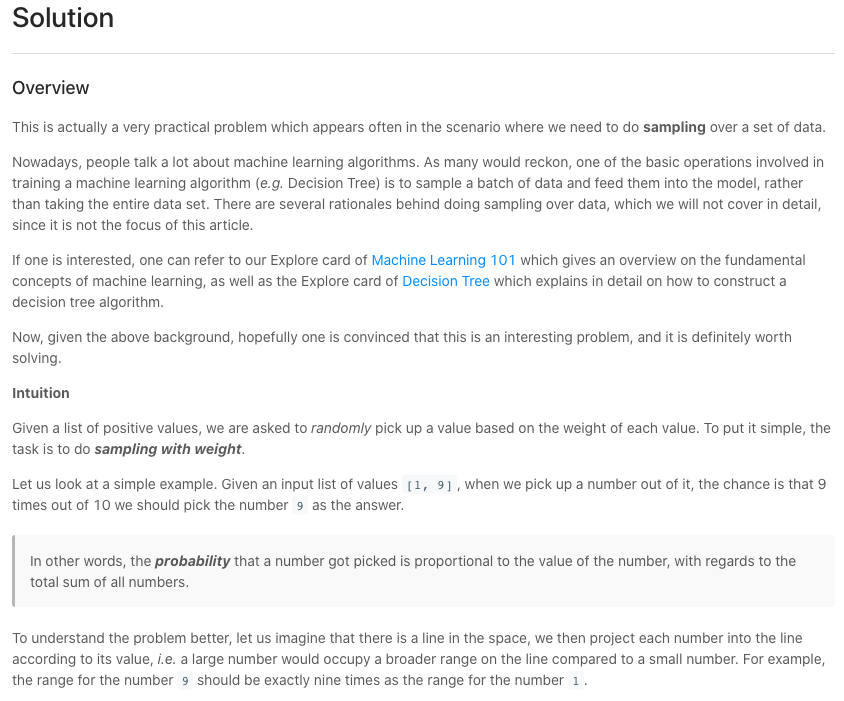 Solution
Overview
This is actually a very practical problem which appears often in the scenario where we need to do sampling over a set of data.
Nowadays, people talk a lot about machine learning algorithms. As many would reckon, one of the basic operations involved in
training a machine learning algorithm (e.g. Decision Tree) is to sample a batch of data and feed them into the model, rather
than taking the entire data set. There are several rationales behind doing sampling over data, which we will not cover in detail,
since it is not the focus of this article.
If one is interested, one can refer to our Explore card of Machine Learning 101 which gives an overview on the fundamental
concepts of machine learning, as well as the Explore card of Decision Tree which explains in detail on how to construct a
decision tree algorithm.
Now, given the above background, hopefully one is convinced that this is an interesting problem, and it is definitely worth
solving.
Intuition
Given a list of positive values, we are asked to randomly pick up a value based on the weight of each value. To put it simple, the
task is to do sampling with weight.
Let us look at a simple example. Given an input list of values [1, 9], when we pick up a number out of it, the chance is that 9
times out of 10 we should pick the number 9 as the answer.
In other words, the probability that a number got picked is proportional to the value of the number, with regards to the
total sum of all numbers.
To understand the problem better, let us imagine that there is a line in the space, we then project each number into the line
according to its value, i.e. a large number would occupy a broader range on the line compared to a small number. For example,
the range for the number 9 should be exactly nine times as the range for the number 1.